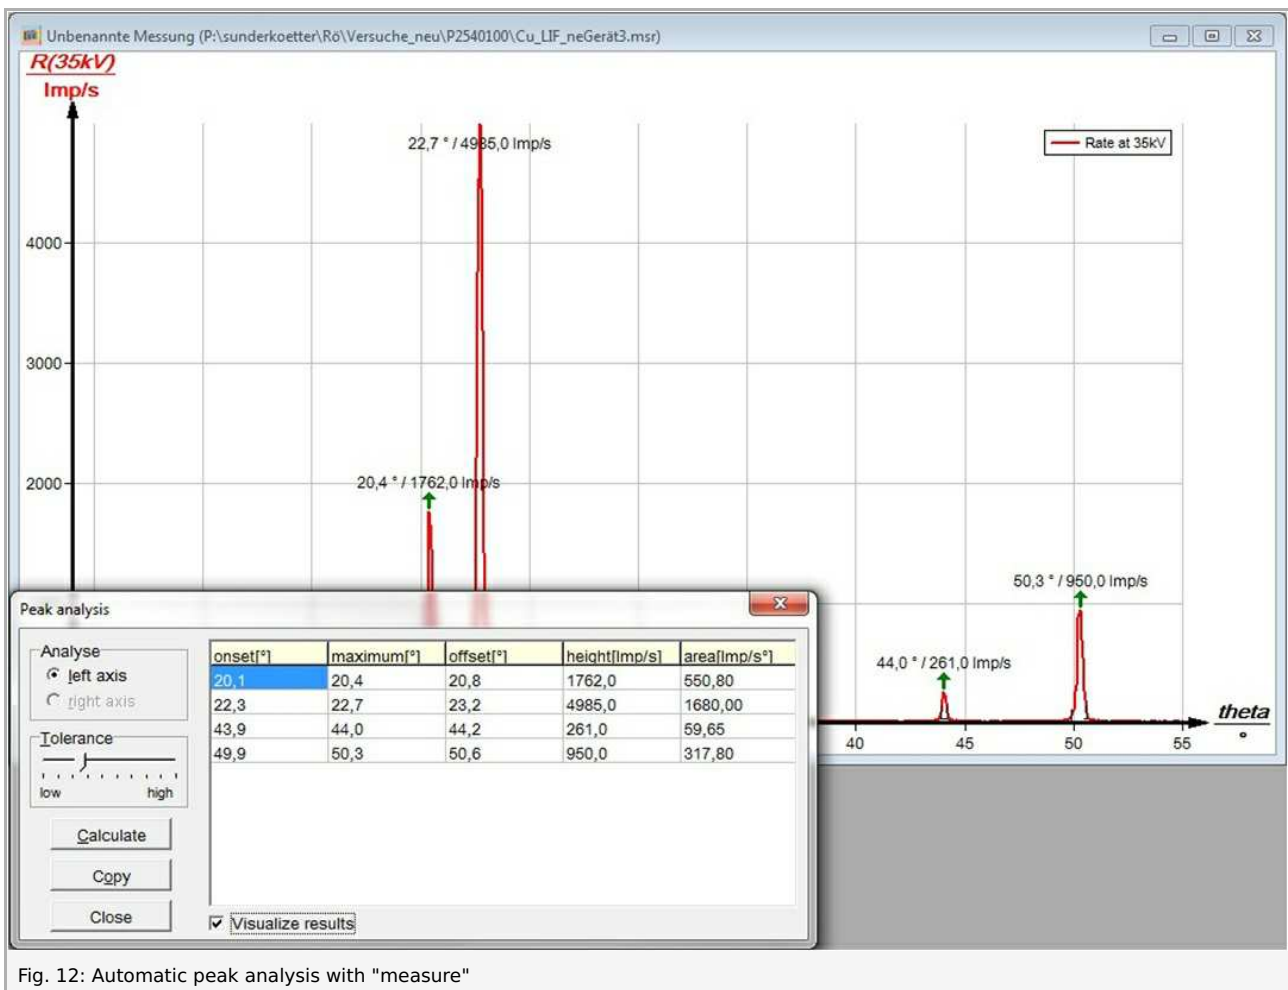 Unbenannte Messung (P:\sunderkoetter\Rö\Versuche_neu\P2540100\Cu_LIF_neGerät3.msr)
R(35kV)
Imp/s
22,7 ° / 4985,0 Imp/s
Rate at 35kV
4000
3000
20,4 ° / 1762,0 Imp/s
2000
50,3 ° / 950,0 Imp/s
44,0 ° / 261,0 Imp/s
theta
°
40 45 50 55
Peak analysis
Analyse
left axis
right axis
Tolerance
low high
Calculate
Copy
Close
onset[°] maximum[°] offset[°] height[Imp/s] area[Imp/s°]
20,1 20,4 20,8 1762,0 550,80
22,3 22,7 23,2 4985,0 1680,00
43,9 44,0 44,2 261,0 59,65
49,9 50,3 50,6 950,0 317,80
Visualize results
Fig. 12: Automatic peak analysis with "measure"